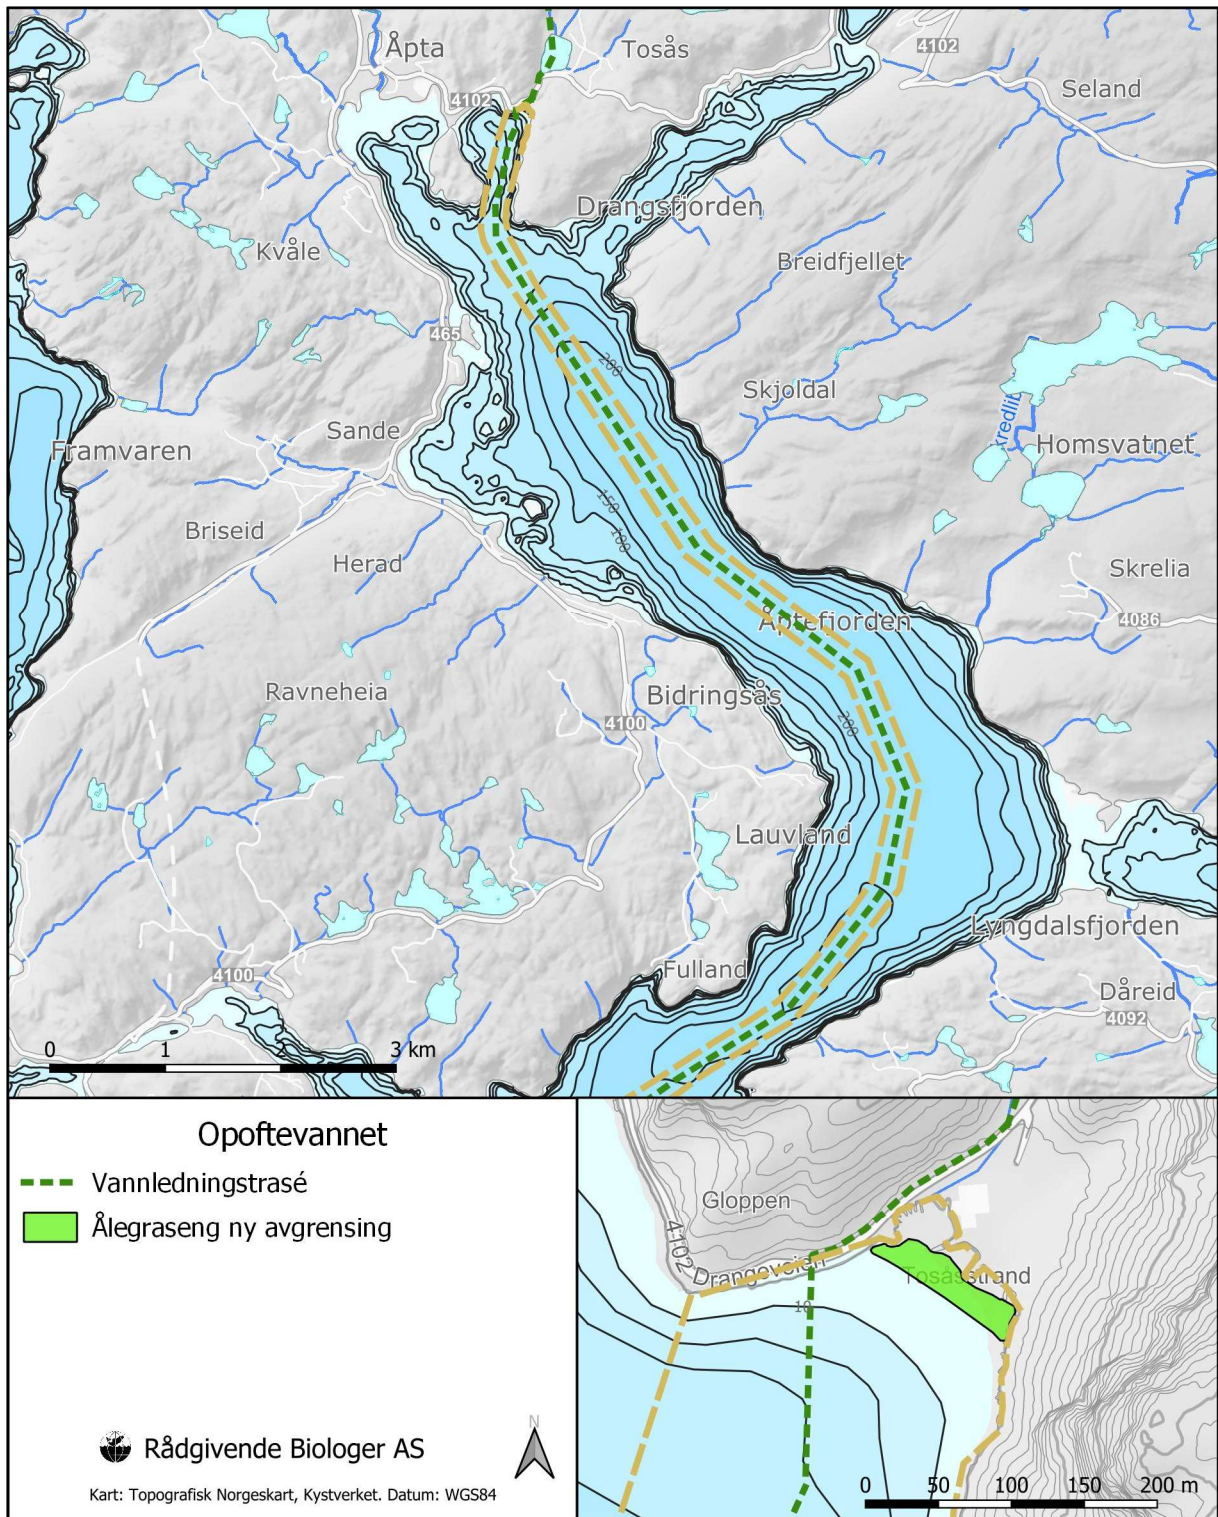 Åpta
Tosås
4102
Seland
4102
Drangsfjorden
Kvåle
Breidfjellet
465
200
Skjoldal
kredlib
Sande
Homsvatnet
Framvaren
150
Briseid
100
Herad
Skrelia
4086
Åptefjorden
Ravneheia
Bidringsås
4100
200
Lauvland
Lyngdalsfjorden
Fulland
4100
Dåreid
4092
0 1 2 3 km
Opoftevannet
Vannledningstrasé
Ålegraseng ny avgrensing
Rådgivende Biologer AS
N
Kart: Topografisk Norgeskart, Kystverket. Datum: WGS84
Gloppen
4102
Drangeveien
Tosåsstrand
10
0 50 100 150 200 m